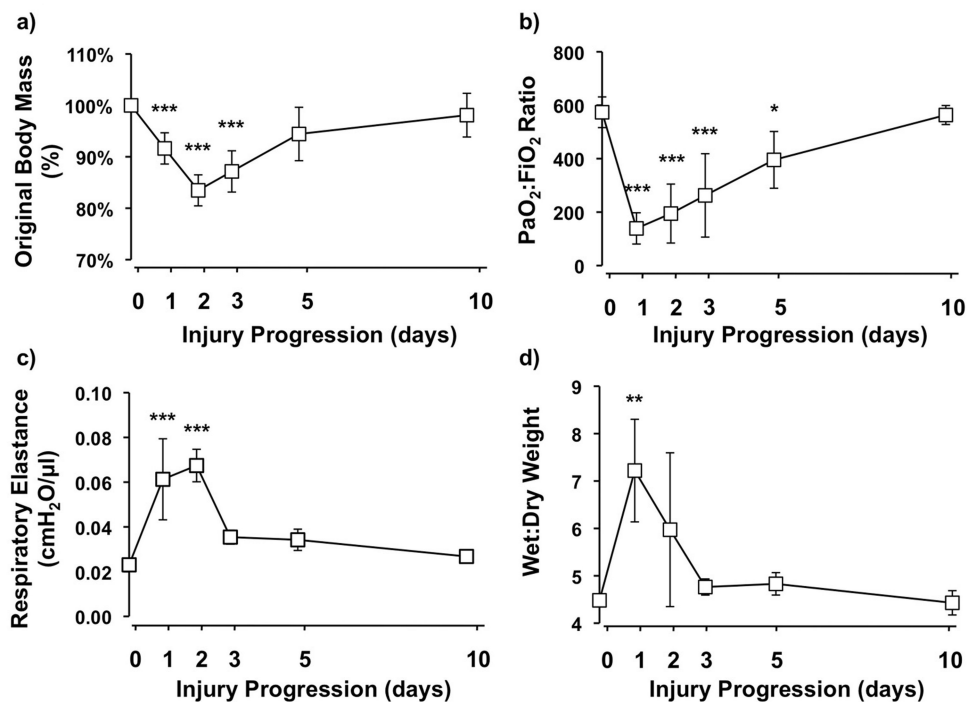 a)
Original Body Mass
(%)
110%
100%
90%
80%
70%
***
***
***
0 1 2 3 5 10
Injury Progression (days)
b)
PaO2:FiO2 Ratio
800
600
400
200
0
***
***
***
*
0 1 2 3 5 10
Injury Progression (days)
c)
Respiratory Elastance
(cmH2O/µl)
0.10
0.08
0.06
0.04
0.02
0.00
***
***
0 1 2 3 5 10
Injury Progression (days)
d)
Wet:Dry Weight
9
8
7
6
5
4
**
0 1 2 3 5 10
Injury Progression (days)